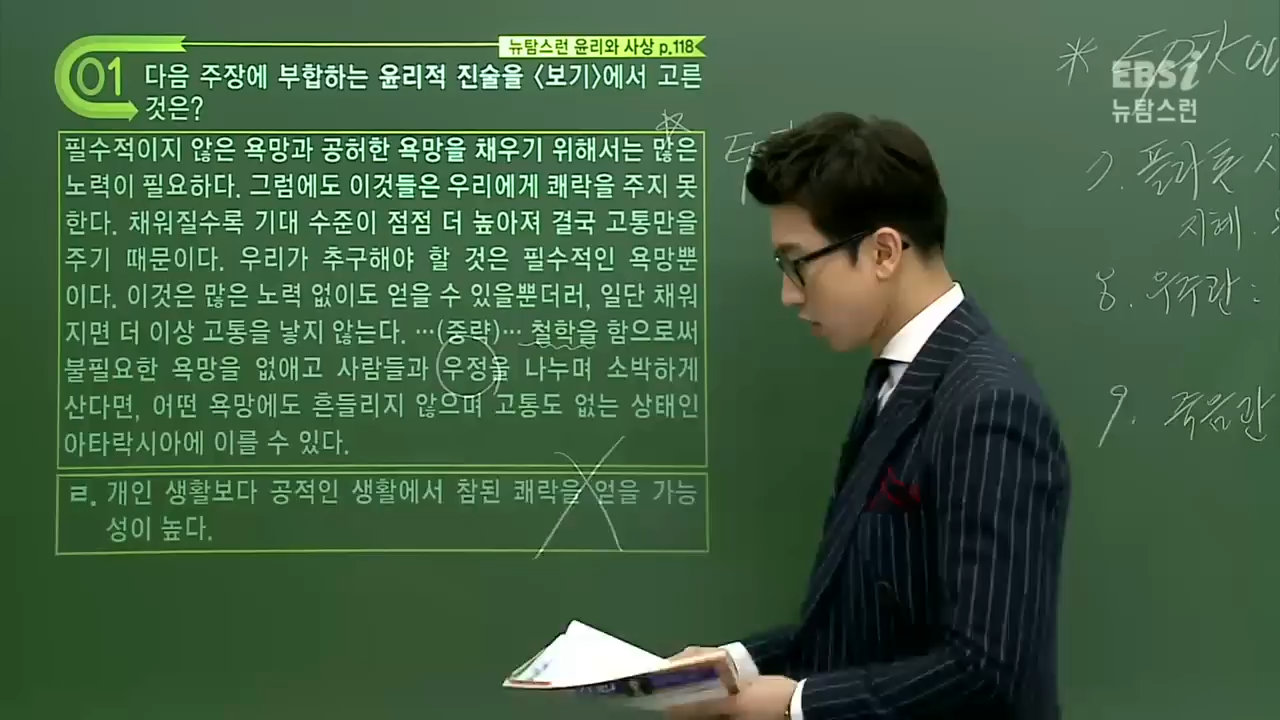 뉴탐스런 윤리와 사상 p.118
01 다음 주장에 부합하는 윤리적 진술을 <보기>에서 고른
것은?
필수적이지 않은 욕망과 공허한 욕망을 채우기 위해서는 많은
노력이 필요하다. 그럼에도 이것들은 우리에게 쾌락을 주지 못
한다. 채워질수록 기대 수준이 점점 더 높아져 결국 고통만을
주기 때문이다. 우리가 추구해야 할 것은 필수적인 욕망뿐
이다. 이것은 많은 노력 없이도 얻을 수 있을뿐더러, 일단 채워
지면 더 이상 고통을 낳지 않는다. …(중략)… 철학을 함으로써
불필요한 욕망을 없애고 사람들과 우정을 나누며 소박하게
산다면, 어떤 욕망에도 흔들리지 않으며 고통도 없는 상태인
아타락시아에 이를 수 있다.
ㄹ. 개인 생활보다 공적인 생활에서 참된 쾌락을 얻을 가능
성이 높다.
EBSi
뉴탐스런
7. 플라톤
지혜.
8. 우주관:
9. 죽음관